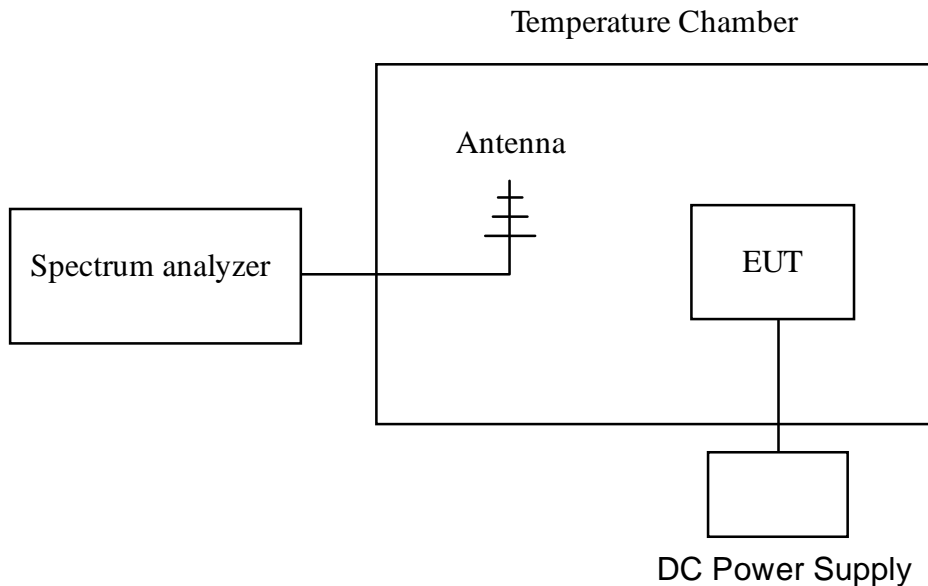 Temperature Chamber
Antenna
Spectrum analyzer
EUT
DC Power Supply